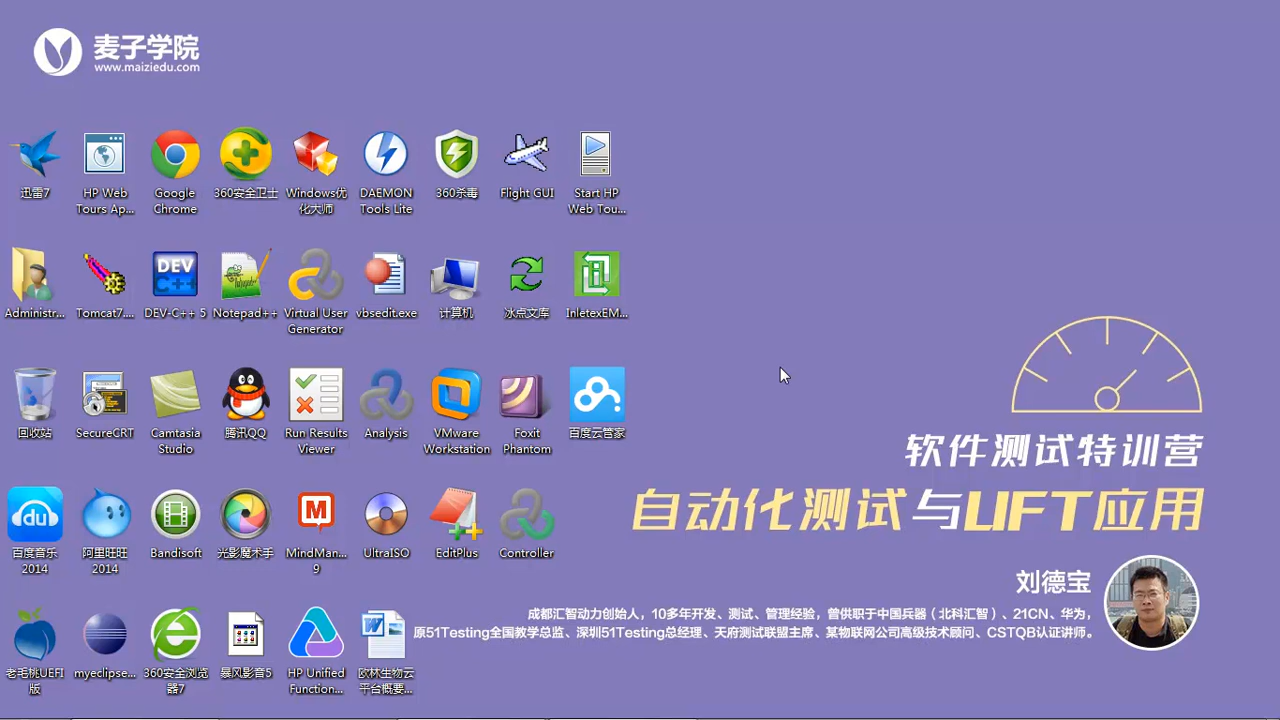 麦子学院
www.maiziedu.com
迅雷7
HP Web
Tours Ap...
Google
Chrome
360安全卫士
Windows优
化大师
DAEMON
Tools Lite
360杀毒
Flight GUI
Start HP
Web Tou...
Administr...
Tomcat7....
DEV
C++
DEV-C++ 5
Notepad++
Virtual User
Generator
vbsedit.exe
计算机
冰点文库
InletexEM...
回收站
SecureCRT
Camtasia
Studio
腾讯QQ
Run Results
Viewer
Analysis
VMware
Workstation
Foxit
Phantom
百度云管家
软件测试特训营
自动化测试与UFT应用
du
百度音乐
2014
阿里旺旺
2014
Bandisoft
光影魔术手
M
MindMan...
9
UltraISO
EditPlus
Controller
刘德宝
成都汇智动力创始人，10多年开发、测试、管理经验，曾供职于中国兵器（北科汇智）、21CN、华为，
原51Testing全国教学总监、深圳51Testing总经理、天府测试联盟主席、某物联网公司高级技术顾问、CSTQB认证讲师。
老毛桃UEFI
版
myeclipse...
360安全浏览
器7
暴风影音5
HP Unified
Function...
W
欧林生物云
平台概要...